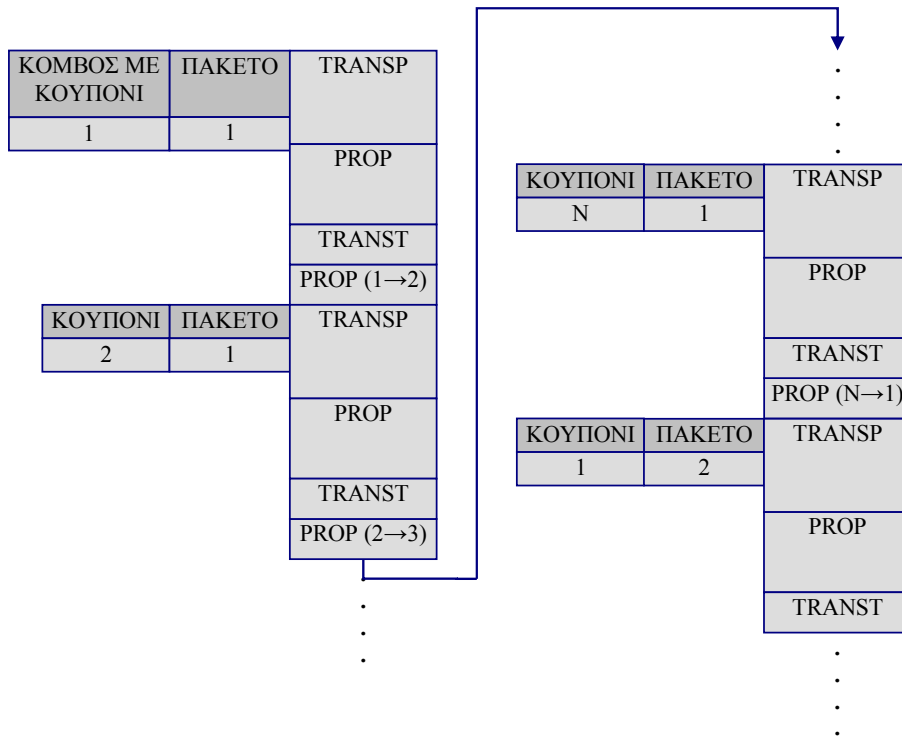 ΚΟΜΒΟΣ ΜΕ ΚΟΥΠΟΝΙ
ΠΑΚΕΤΟ
TRANSP
1
1
PROP
TRANST
PROP (1→2)
ΚΟΥΠΟΝΙ
ΠΑΚΕΤΟ
TRANSP
2
1
PROP
TRANST
PROP (2→3)
ΚΟΥΠΟΝΙ
ΠΑΚΕΤΟ
TRANSP
N
1
PROP
TRANST
PROP (N→1)
ΚΟΥΠΟΝΙ
ΠΑΚΕΤΟ
TRANSP
1
2
PROP
TRANST